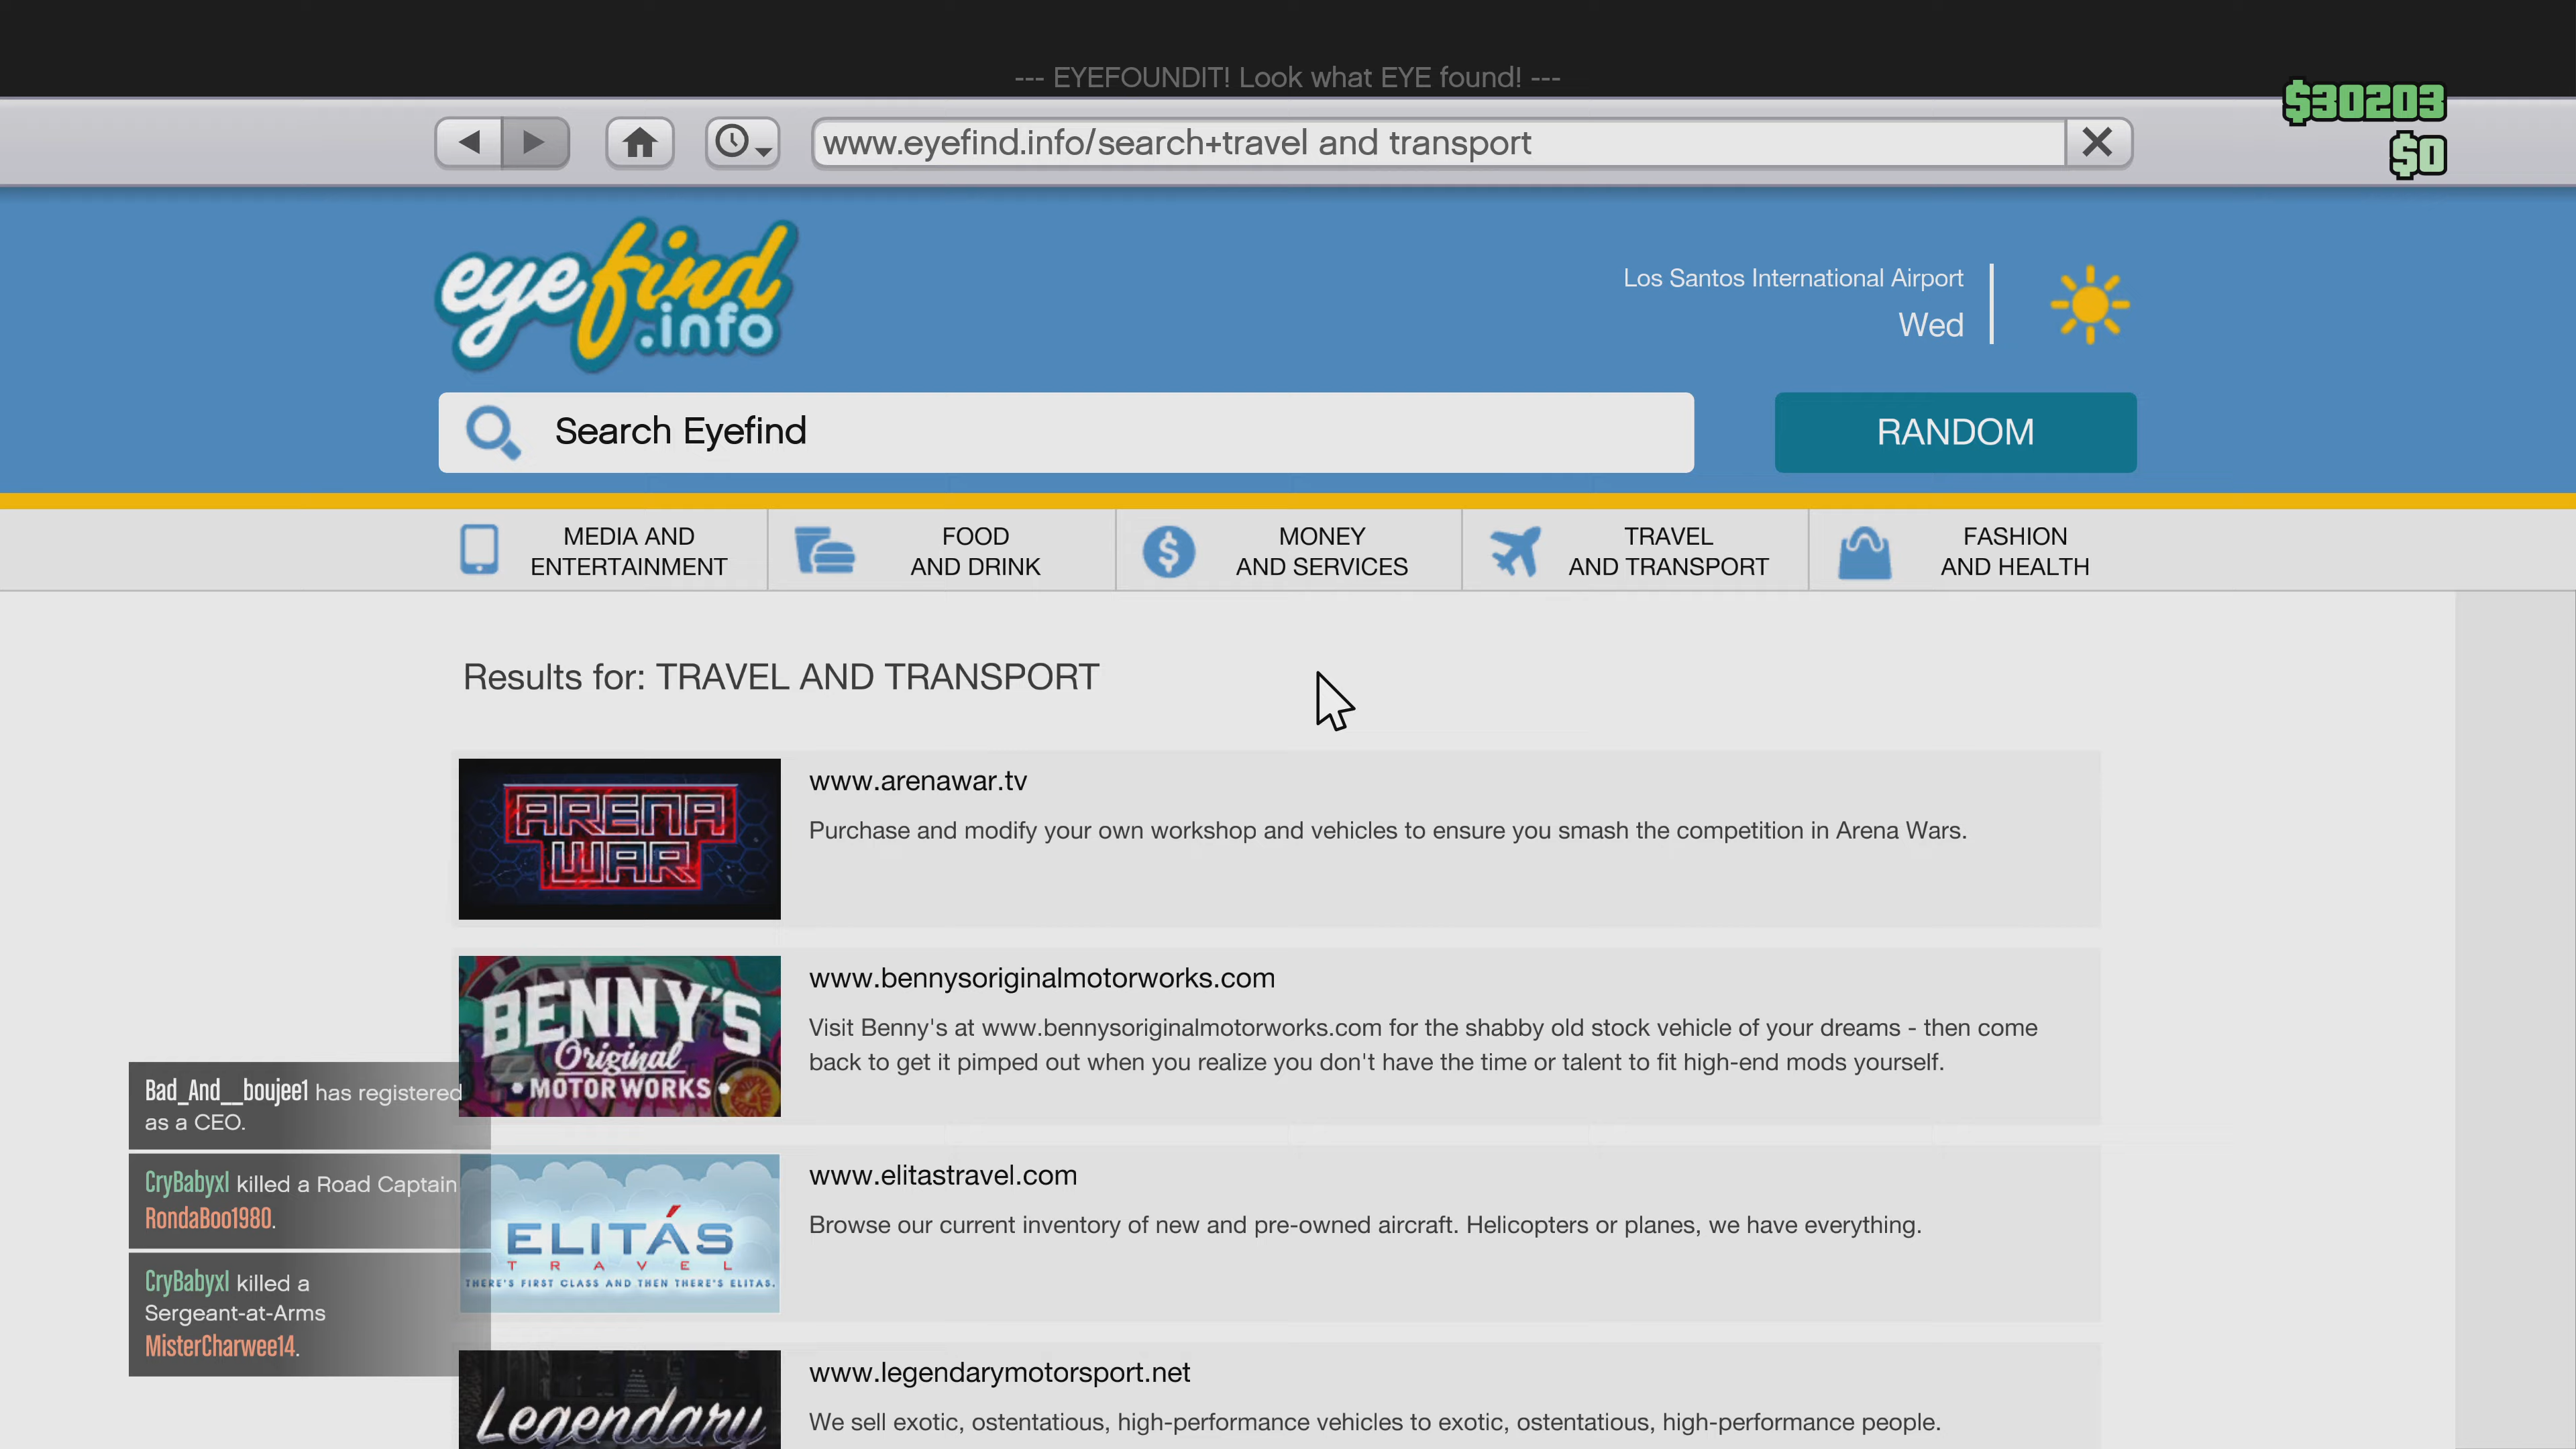 --- EYEFOUNDIT! Look what EYE found! ---
$30203
$0
www.eyefind.info/search+travel and transport
eyefind
.info
Los Santos International Airport
Wed
Search Eyefind
RANDOM
MEDIA AND
ENTERTAINMENT
FOOD
AND DRINK
MONEY
AND SERVICES
TRAVEL
AND TRANSPORT
FASHION
AND HEALTH
Results for: TRAVEL AND TRANSPORT
ARENA
WAR
www.arenawar.tv
Purchase and modify your own workshop and vehicles to ensure you smash the competition in Arena Wars.
BENNY'S
Original
MOTORWORKS
www.bennysoriginalmotorworks.com
Visit Benny's at www.bennysoriginalmotorworks.com for the shabby old stock vehicle of your dreams - then come
back to get it pimped out when you realize you don't have the time or talent to fit high-end mods yourself.
ELITÁS
TRAVEL
THERE'S FIRST CLASS AND THEN THERE'S ELITAS.
www.elitastravel.com
Browse our current inventory of new and pre-owned aircraft. Helicopters or planes, we have everything.
Legendary
www.legendarymotorsport.net
We sell exotic, ostentatious, high-performance vehicles to exotic, ostentatious, high-performance people.
Bad_And__boujee1 has registered
as a CEO.
CryBabyxl killed a Road Captain
RondaBoo1980.
CryBabyxl killed a
Sergeant-at-Arms
MisterCharwee14.